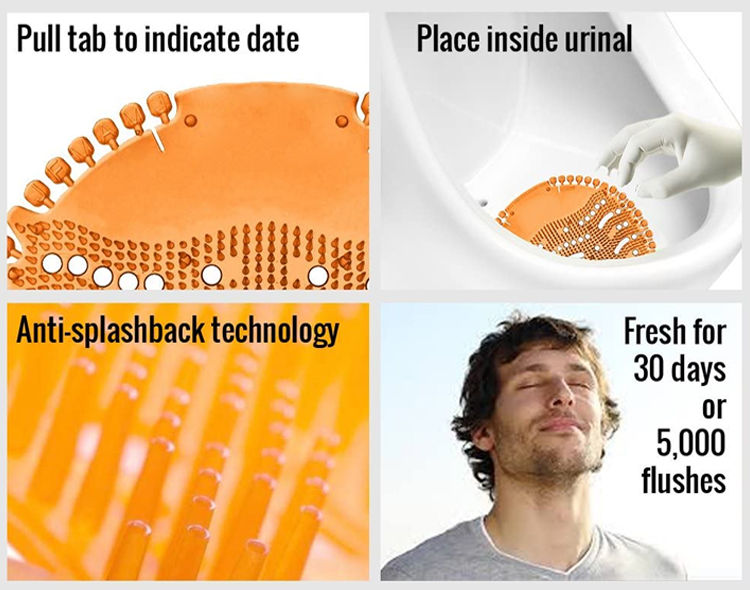 Pull tab to indicate date
Place inside urinal
Anti-splashback technology
Fresh for
30 days
or
5,000
flushes